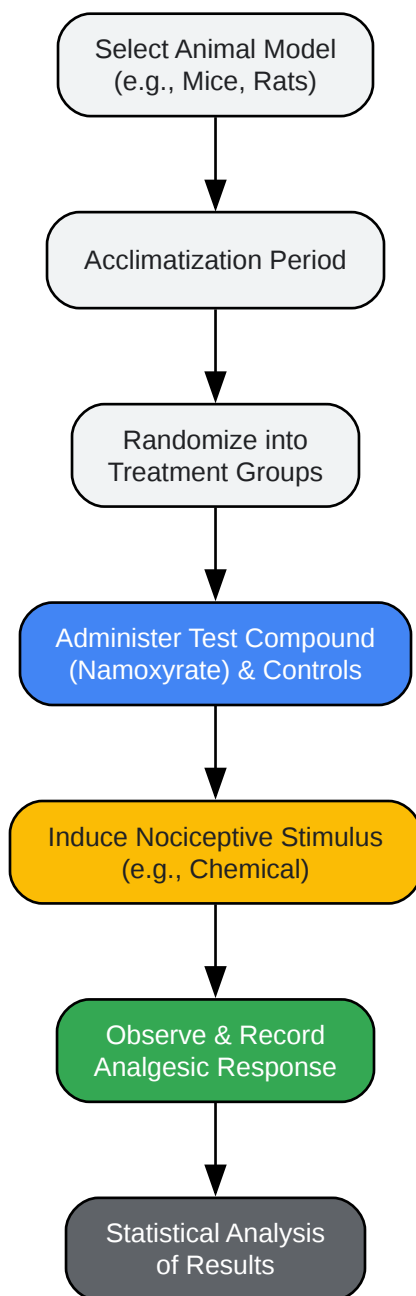 Select Animal Model
(e.g., Mice, Rats)
Acclimatization Period
Randomize into
Treatment Groups
Administer Test Compound
(Namoxyrate) & Controls
Induce Nociceptive Stimulus
(e.g., Chemical)
Observe & Record
Analgesic Response
Statistical Analysis
of Results